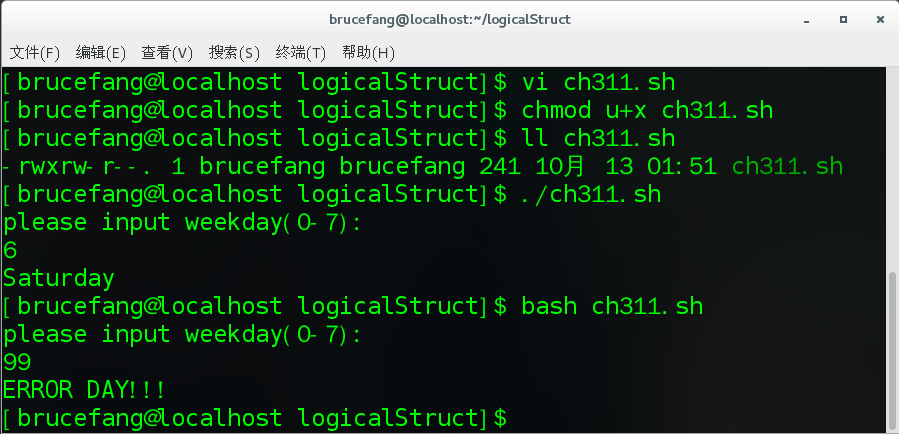 brucefang@localhost:~/logicalStruct
文件(F) 编辑(E) 查看(V) 搜索(S) 终端(T) 帮助(H)
[brucefang@localhost logicalStruct]$ vi ch311.sh
[brucefang@localhost logicalStruct]$ chmod u+x ch311.sh
[brucefang@localhost logicalStruct]$ ll ch311.sh
-rwxrw-r--. 1 brucefang brucefang 241 10月 13 01:51 ch311.sh
[brucefang@localhost logicalStruct]$ ./ch311.sh
please input weekday(0-7):
6
Saturday
[brucefang@localhost logicalStruct]$ bash ch311.sh
please input weekday(0-7):
99
ERROR DAY!!!
[brucefang@localhost logicalStruct]$